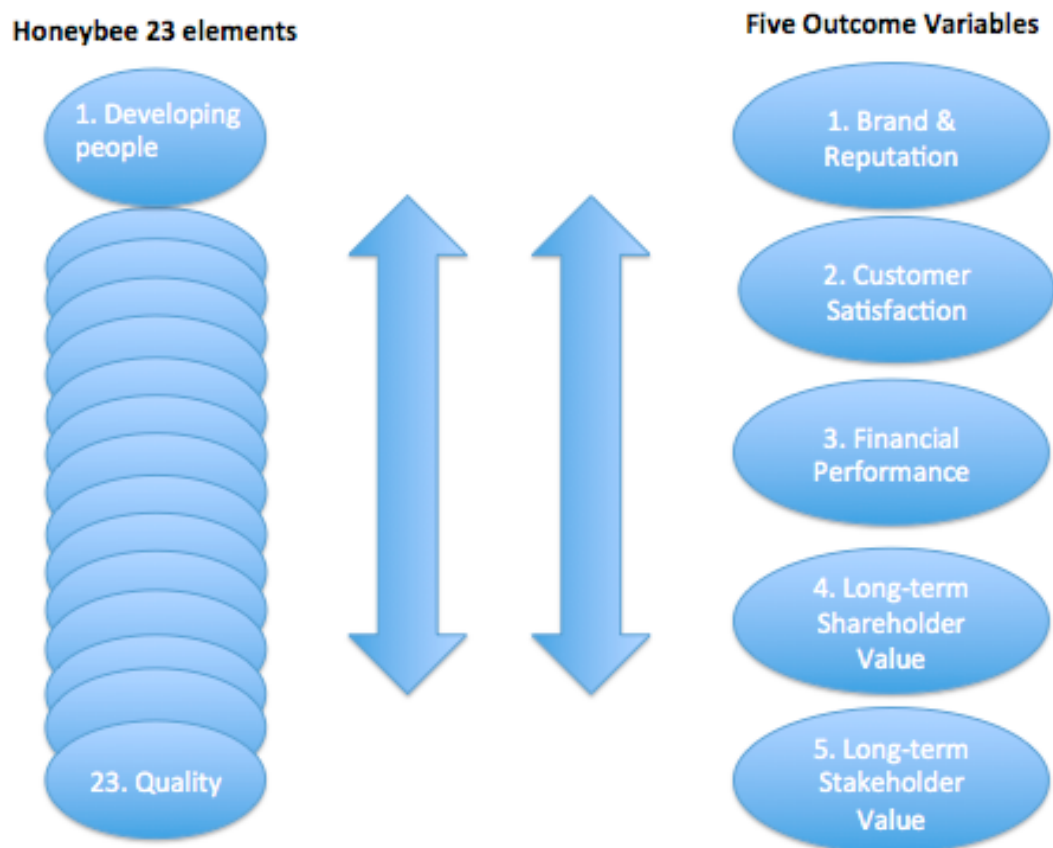 Honeybee 23 elements
1. Developing
people
23. Quality
Five Outcome Variables
1. Brand &
Reputation
2. Customer
Satisfaction
3. Financial
Performance
4. Long-term
Shareholder
Value
5. Long-term
Stakeholder
Value